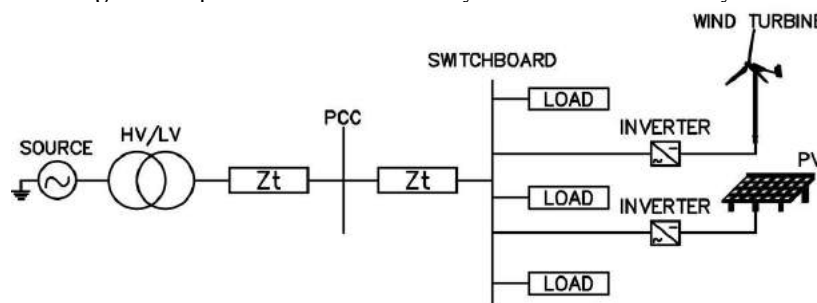 WIND TURBINE
SWITCHBOARD
LOAD
PCC
INVERTER
HV/LV
SOURCE
PV
Zt
Zt
LOAD
INVERTER
LOAD